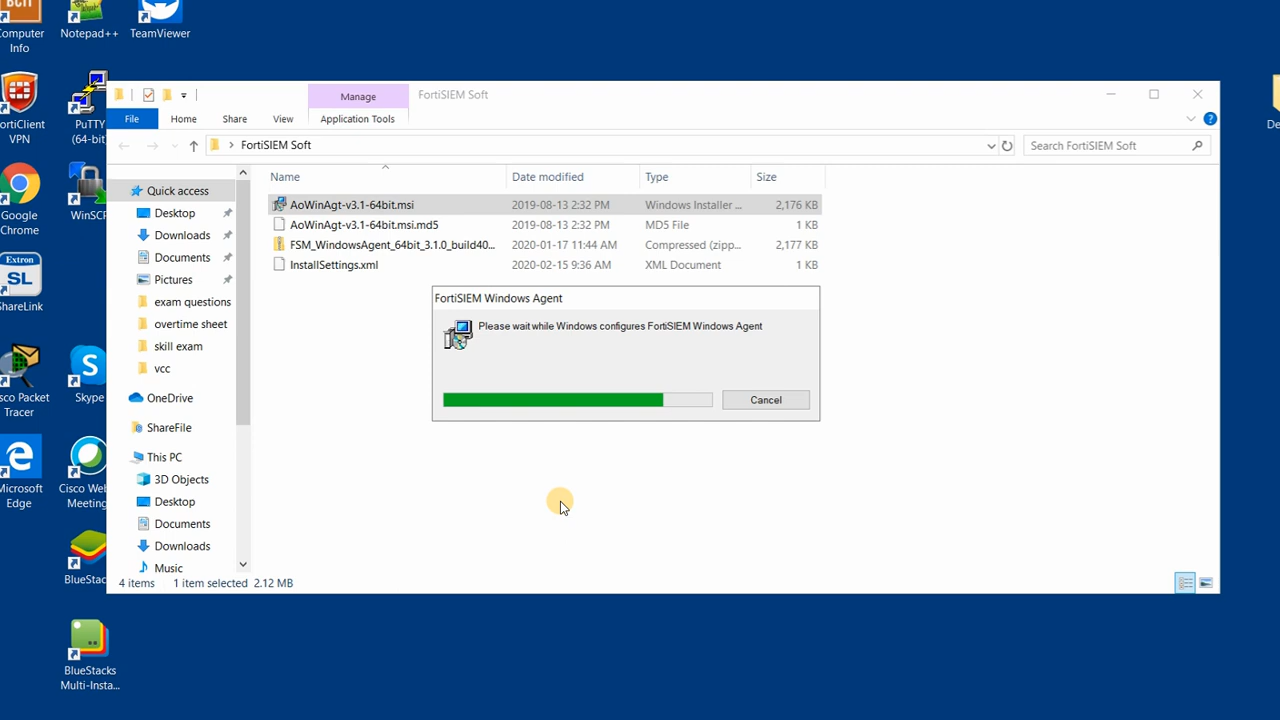 Computer
Info
Notepad++
TeamViewer
FortiClient
VPN
PuTTY
(64-bit)
Google
Chrome
WinSCP
Extron
SL
ShareLink
Cisco Packet
Tracer
Skype
Microsoft
Edge
Cisco Web
Meeting
BlueStac
BlueStacks
Multi-Insta...
De
Manage
FortiSIEM Soft
File
Home
Share
View
Application Tools
FortiSIEM Soft
Search FortiSIEM Soft
Quick access
Desktop
Downloads
Documents
Pictures
exam questions
overtime sheet
skill exam
vcc
OneDrive
ShareFile
This PC
3D Objects
Desktop
Documents
Downloads
Music
Name Date modified Type Size
AoWinAgt-v3.1-64bit.msi 2019-08-13 2:32 PM Windows Installer ... 2,176 KB
AoWinAgt-v3.1-64bit.msi.md5 2019-08-13 2:32 PM MD5 File 1 KB
FSM_WindowsAgent_64bit_3.1.0_build40... 2020-01-17 11:44 AM Compressed (zipp... 2,177 KB
InstallSettings.xml 2020-02-15 9:36 AM XML Document 1 KB
FortiSIEM Windows Agent
Please wait while Windows configures FortiSIEM Windows Agent
Cancel
4 items 1 item selected 2.12 MB